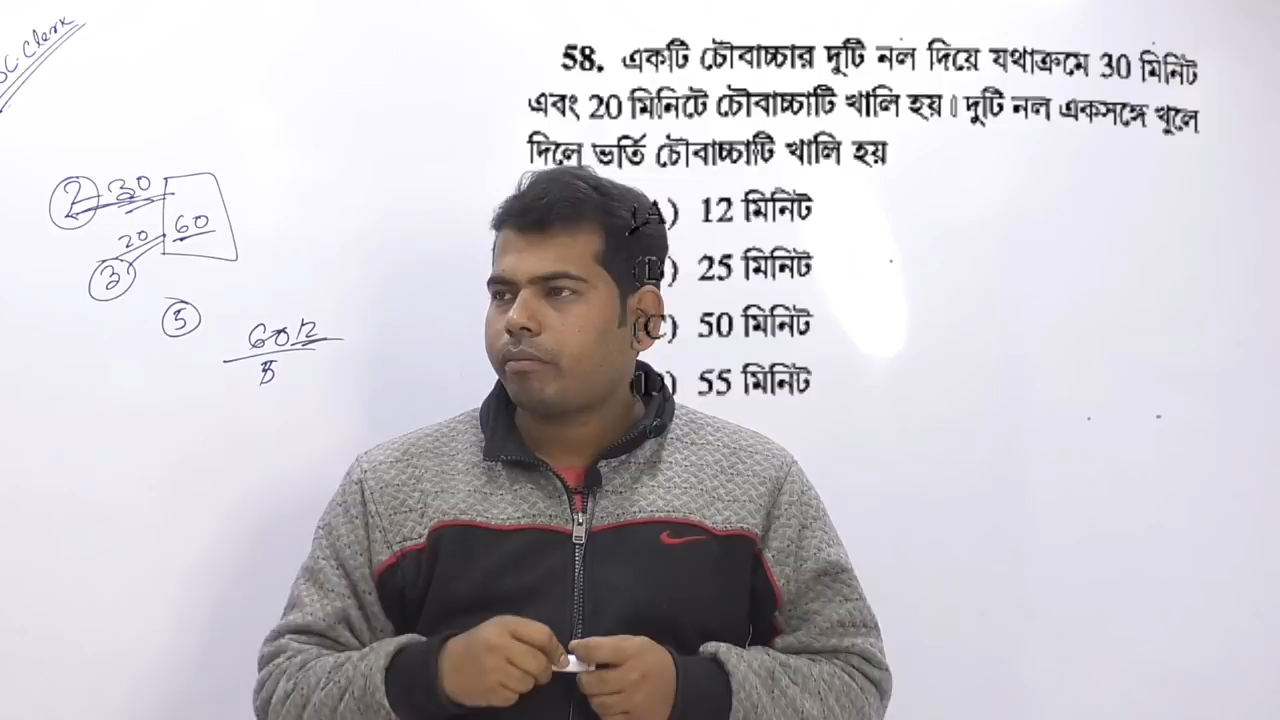 SC Clerk
58. একটি চৌবাচ্চার দুটি নল দিয়ে যথাক্রমে 30 মিনিট
এবং 20 মিনিটে চৌবাচ্চাটি খালি হয়। দুটি নল একসঙ্গে খুলে
দিলে ভর্তি চৌবাচ্চাটি খালি হয়
(A) 12 মিনিট
(B) 25 মিনিট
(C) 50 মিনিট
(D) 55 মিনিট
2 30
60
20
3
5
60 12
5